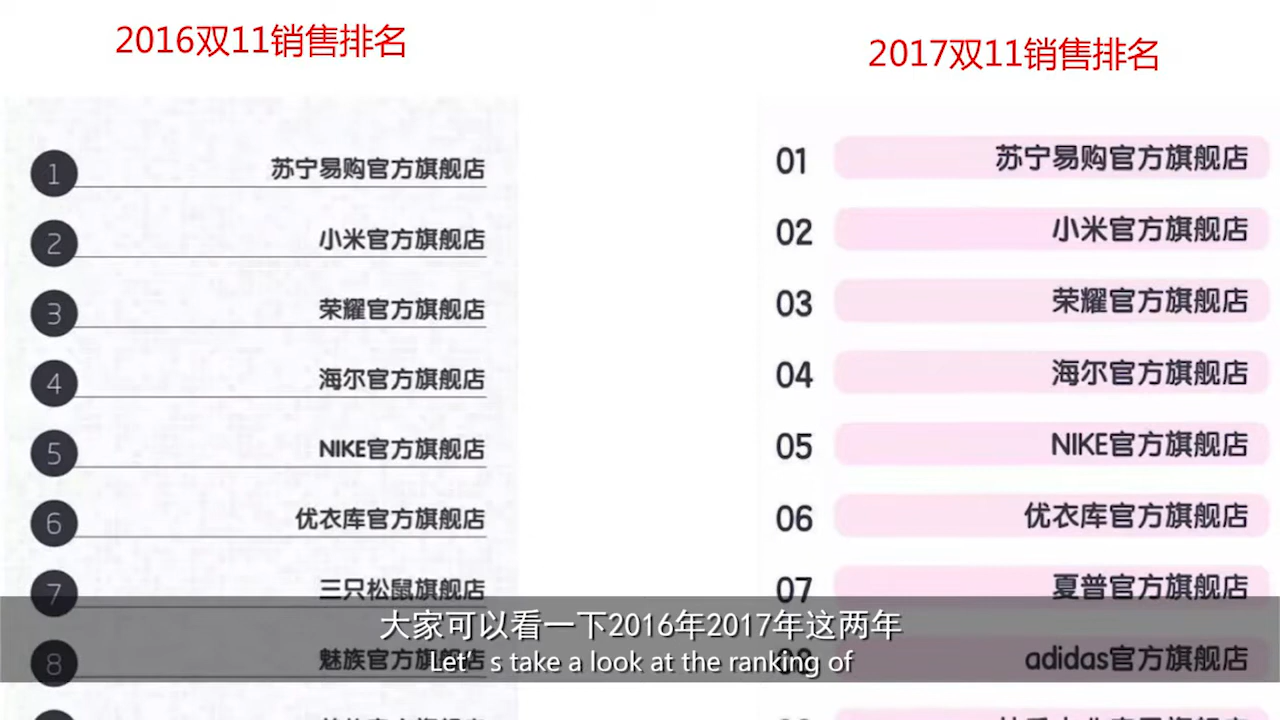 2016双11销售排名
1 苏宁易购官方旗舰店
2 小米官方旗舰店
3 荣耀官方旗舰店
4 海尔官方旗舰店
5 NIKE官方旗舰店
6 优衣库官方旗舰店
7 三只松鼠旗舰店
8 魅族官方旗舰店
2017双11销售排名
01 苏宁易购官方旗舰店
02 小米官方旗舰店
03 荣耀官方旗舰店
04 海尔官方旗舰店
05 NIKE官方旗舰店
06 优衣库官方旗舰店
07 夏普官方旗舰店
08 adidas官方旗舰店
大家可以看一下2016年2017年这两年
Let's take a look at the ranking of